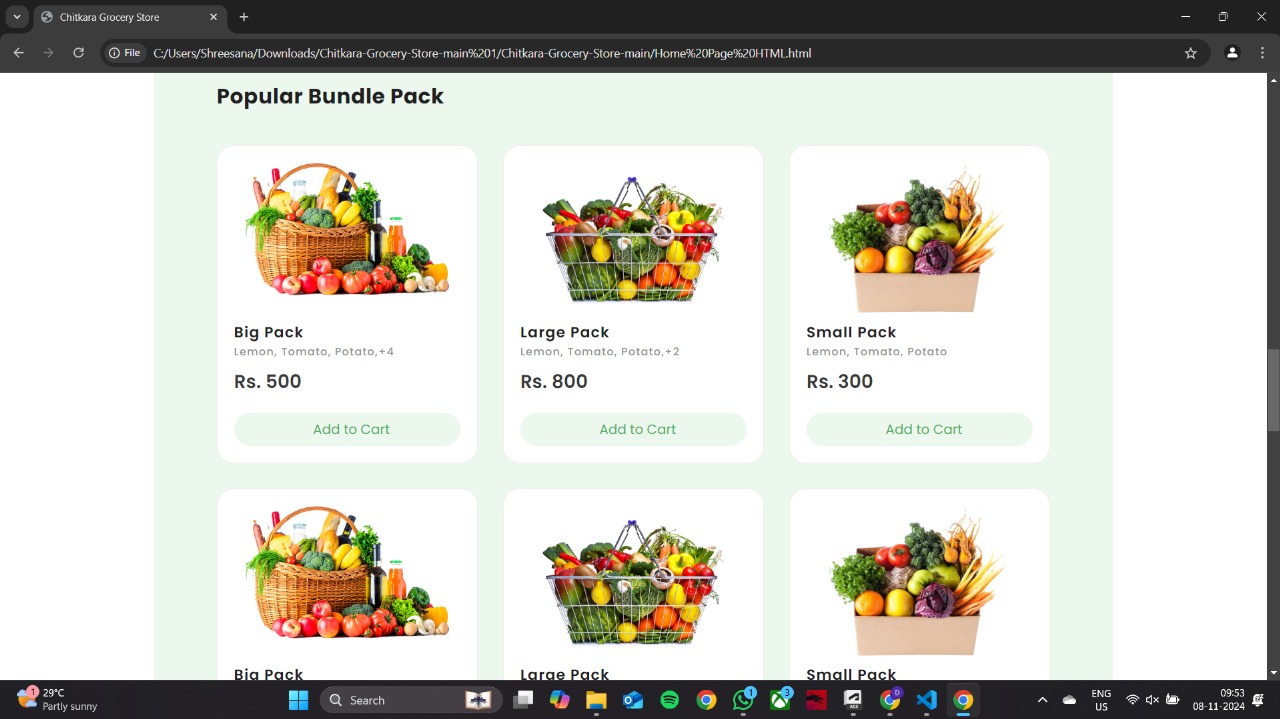 Chitkara Grocery Store
File
C:/Users/Shreesana/Downloads/Chitkara-Grocery-Store-main%201/Chitkara-Grocery-Store-main/Home%20Page%20HTML.html
Popular Bundle Pack
Big Pack
Lemon, Tomato, Potato,+4
Rs. 500
Add to Cart
Large Pack
Lemon, Tomato, Potato,+2
Rs. 800
Add to Cart
Small Pack
Lemon, Tomato, Potato
Rs. 300
Add to Cart
Big Pack
Large Pack
Small Pack
1
29°C
Partly sunny
Search
1
3
D
ENG
US
09:53
08-11-2024